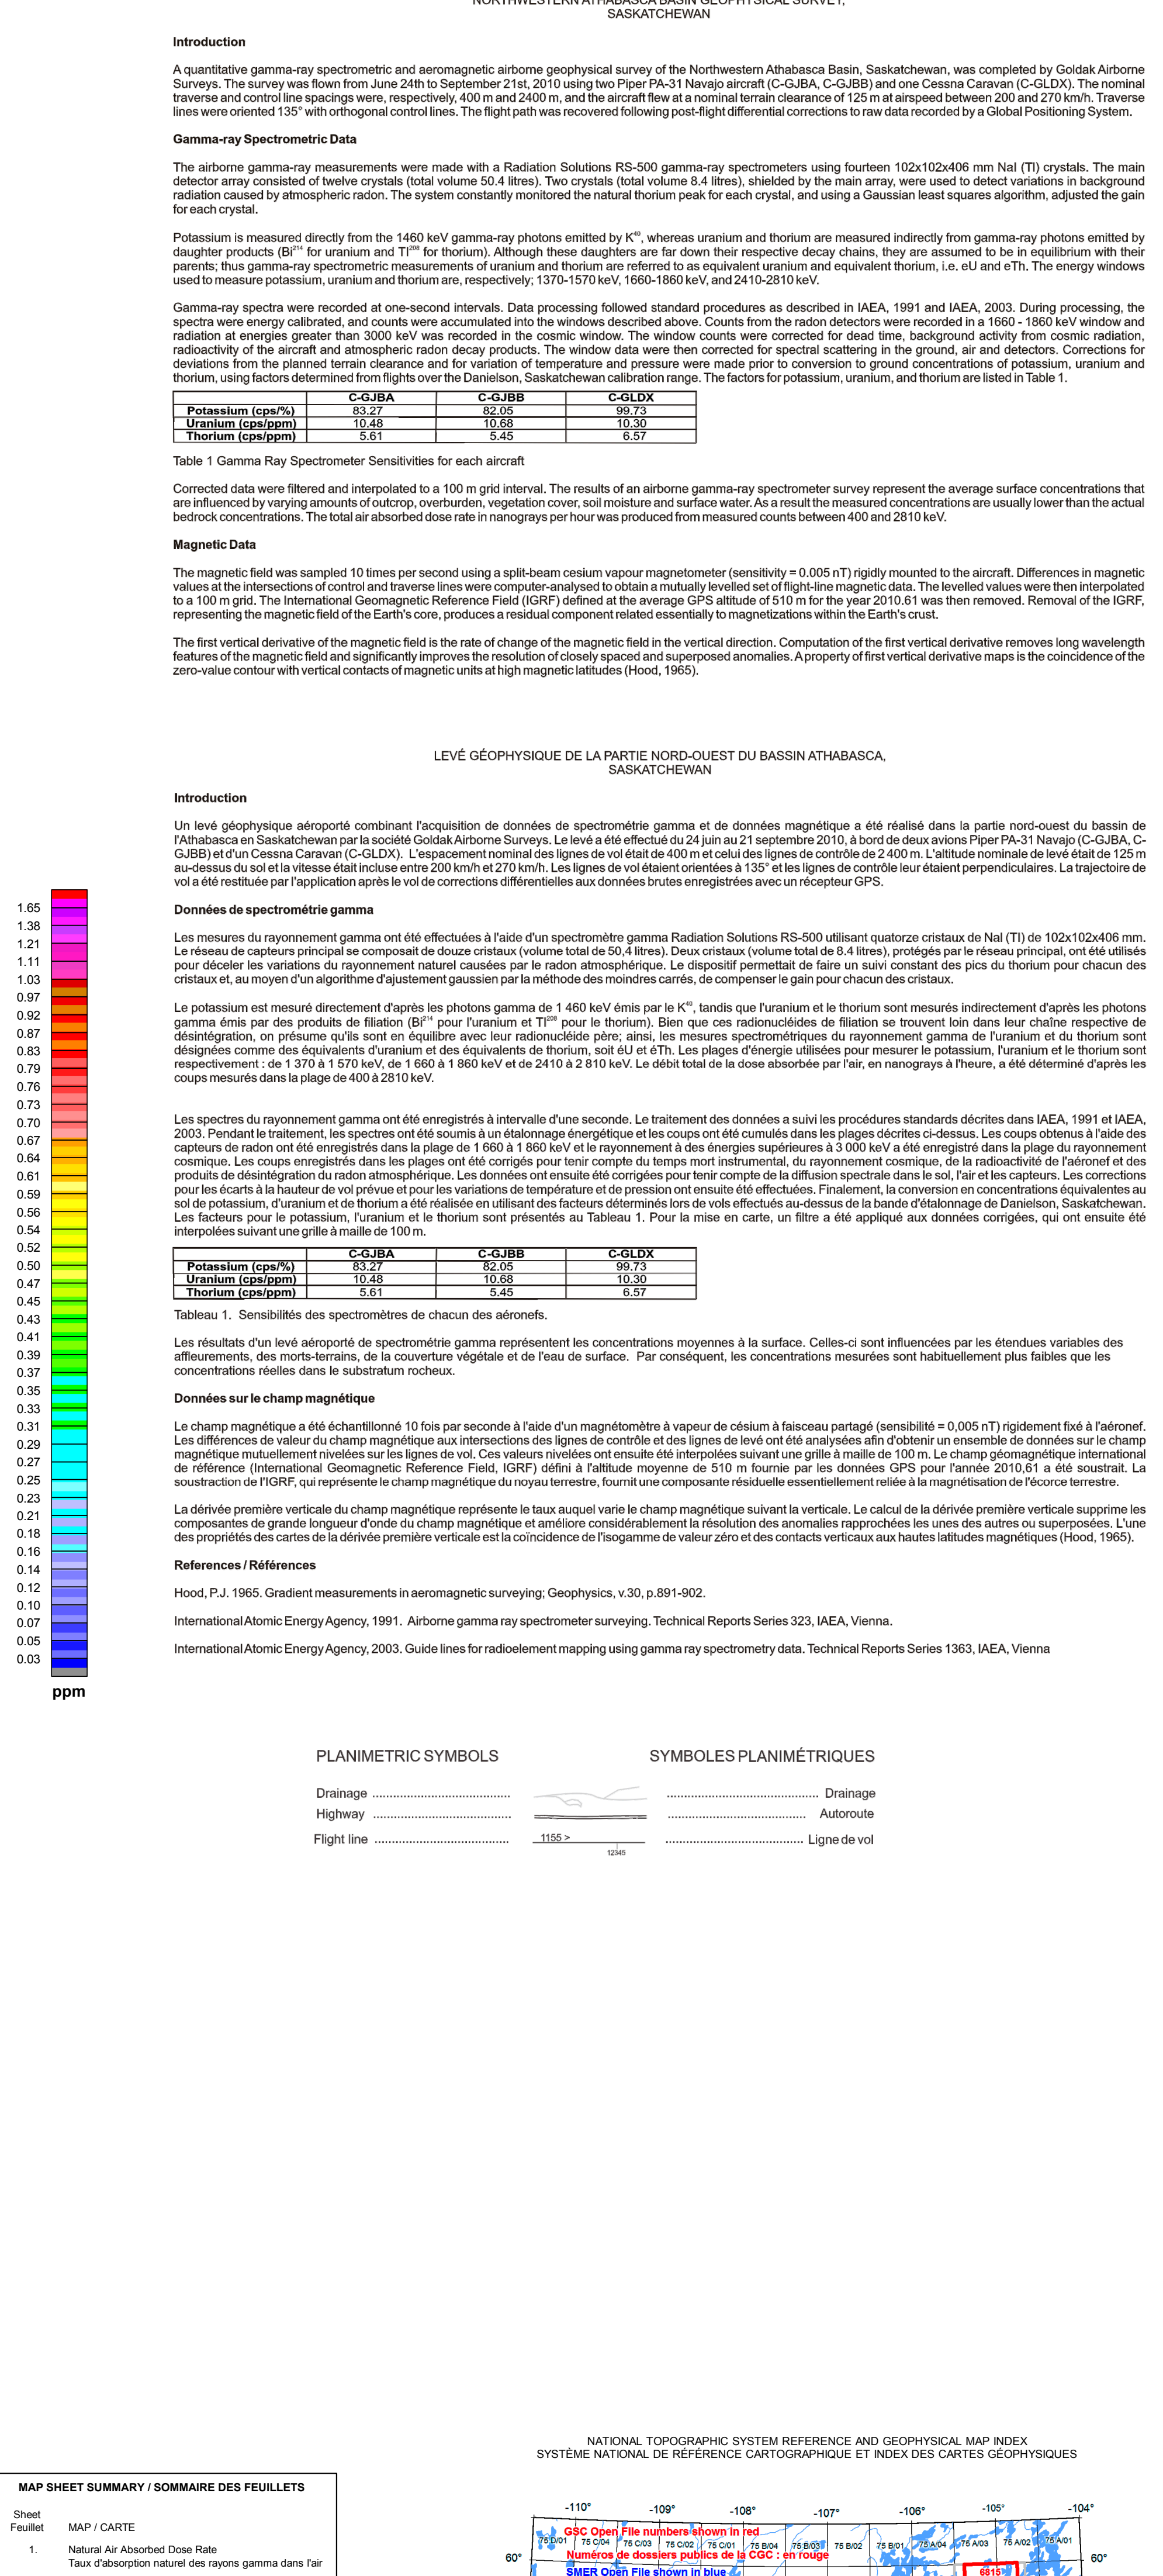 NORTHWESTERN ATHABASCA BASIN GEOPHYSICAL SURVEY,
SASKATCHEWAN
Introduction
A quantitative gamma-ray spectrometric and aeromagnetic airborne geophysical survey of the Northwestern Athabasca Basin, Saskatchewan, was completed by Goldak Airborne
Surveys. The survey was flown from June 24th to September 21st, 2010 using two Piper PA-31 Navajo aircraft (C-GJBA, C-GJBB) and one Cessna Caravan (C-GLDX). The nominal
traverse and control line spacings were, respectively, 400 m and 2400 m, and the aircraft flew at a nominal terrain clearance of 125 m at airspeed between 200 and 270 km/h. Traverse
lines were oriented 135° with orthogonal control lines. The flight path was recovered following post-flight differential corrections to raw data recorded by a Global Positioning System.
Gamma-ray Spectrometric Data
The airborne gamma-ray measurements were made with a Radiation Solutions RS-500 gamma-ray spectrometers using fourteen 102x102x406 mm NaI (Tl) crystals. The main
detector array consisted of twelve crystals (total volume 50.4 litres). Two crystals (total volume 8.4 litres), shielded by the main array, were used to detect variations in background
radiation caused by atmospheric radon. The system constantly monitored the natural thorium peak for each crystal, and using a Gaussian least squares algorithm, adjusted the gain
for each crystal.
Potassium is measured directly from the 1460 keV gamma-ray photons emitted by K⁴⁰, whereas uranium and thorium are measured indirectly from gamma-ray photons emitted by
daughter products (Bi²¹⁴ for uranium and Tl²⁰⁸ for thorium). Although these daughters are far down their respective decay chains, they are assumed to be in equilibrium with their
parents; thus gamma-ray spectrometric measurements of uranium and thorium are referred to as equivalent uranium and equivalent thorium, i.e. eU and eTh. The energy windows
used to measure potassium, uranium and thorium are, respectively; 1370-1570 keV, 1660-1860 keV, and 2410-2810 keV.
Gamma-ray spectra were recorded at one-second intervals. Data processing followed standard procedures as described in IAEA, 1991 and IAEA, 2003. During processing, the
spectra were energy calibrated, and counts were accumulated into the windows described above. Counts from the radon detectors were recorded in a 1660 - 1860 keV window and
radiation at energies greater than 3000 keV was recorded in the cosmic window. The window counts were corrected for dead time, background activity from cosmic radiation,
radioactivity of the aircraft and atmospheric radon decay products. The window data were then corrected for spectral scattering in the ground, air and detectors. Corrections for
deviations from the planned terrain clearance and for variation of temperature and pressure were made prior to conversion to ground concentrations of potassium, uranium and
thorium, using factors determined from flights over the Danielson, Saskatchewan calibration range. The factors for potassium, uranium, and thorium are listed in Table 1.
C-GJBA C-GJBB C-GLDX
Potassium (cps/%) 83.27 82.05 99.73
Uranium (cps/ppm) 10.48 10.68 10.30
Thorium (cps/ppm) 5.61 5.45 6.57
Table 1 Gamma Ray Spectrometer Sensitivities for each aircraft
Corrected data were filtered and interpolated to a 100 m grid interval. The results of an airborne gamma-ray spectrometer survey represent the average surface concentrations that
are influenced by varying amounts of outcrop, overburden, vegetation cover, soil moisture and surface water. As a result the measured concentrations are usually lower than the actual
bedrock concentrations. The total air absorbed dose rate in nanograys per hour was produced from measured counts between 400 and 2810 keV.
Magnetic Data
The magnetic field was sampled 10 times per second using a split-beam cesium vapour magnetometer (sensitivity = 0.005 nT) rigidly mounted to the aircraft. Differences in magnetic
values at the intersections of control and traverse lines were computer-analysed to obtain a mutually levelled set of flight-line magnetic data. The levelled values were then interpolated
to a 100 m grid. The International Geomagnetic Reference Field (IGRF) defined at the average GPS altitude of 510 m for the year 2010.61 was then removed. Removal of the IGRF,
representing the magnetic field of the Earth's core, produces a residual component related essentially to magnetizations within the Earth's crust.
The first vertical derivative of the magnetic field is the rate of change of the magnetic field in the vertical direction. Computation of the first vertical derivative removes long wavelength
features of the magnetic field and significantly improves the resolution of closely spaced and superposed anomalies. A property of first vertical derivative maps is the coincidence of the
zero-value contour with vertical contacts of magnetic units at high magnetic latitudes (Hood, 1965).
LEVÉ GÉOPHYSIQUE DE LA PARTIE NORD-OUEST DU BASSIN ATHABASCA,
SASKATCHEWAN
Introduction
Un levé géophysique aéroporté combinant l'acquisition de données de spectrométrie gamma et de données magnétique a été réalisé dans la partie nord-ouest du bassin de
l'Athabasca en Saskatchewan par la société Goldak Airborne Surveys. Le levé a été effectué du 24 juin au 21 septembre 2010, à bord de deux avions Piper PA-31 Navajo (C-GJBA, C-
GJBB) et d'un Cessna Caravan (C-GLDX). L'espacement nominal des lignes de vol était de 400 m et celui des lignes de contrôle de 2 400 m. L'altitude nominale de levé était de 125 m
au-dessus du sol et la vitesse était incluse entre 200 km/h et 270 km/h. Les lignes de vol étaient orientées à 135° et les lignes de contrôle leur étaient perpendiculaires. La trajectoire de
vol a été restituée par l'application après le vol de corrections différentielles aux données brutes enregistrées avec un récepteur GPS.
Données de spectrométrie gamma
Les mesures du rayonnement gamma ont été effectuées à l'aide d'un spectomètre gamma Radiation Solutions RS-500 utilisant quatorze cristaux de NaI (Tl) de 102x102x406 mm.
Le réseau de capteurs principal se composait de douze cristaux (volume total de 50,4 litres). Deux cristaux (volume total de 8.4 litres), protégés par le réseau principal, ont été utilisés
pour déceler les variations du rayonnement naturel causées par le radon atmosphérique. Le dispositif permettait de faire un suivi constant des pics du thorium pour chacun des
cristaux et, au moyen d'un algorithme d'ajustement gaussien par la méthode des moindres carrés, de compenser le gain pour chacun des cristaux.
Le potassium est mesuré directement d'après les photons gamma de 1 460 keV émis par le K⁴⁰, tandis que l'uranium et le thorium sont mesurés indirectement d'après les photons
gamma émis par des produits de filiation (Bi²¹⁴ pour l'uranium et Tl²⁰⁸ pour le thorium). Bien que ces radionucléides de filiation se trouvent loin dans leur chaîne respective de
désintégration, on présume qu'ils sont en équilibre avec leur radionucléide père; ainsi, les mesures spectrométriques du rayonnement gamma de l'uranium et du thorium sont
désignées comme des équivalents d'uranium et des équivalents de thorium, soit éU et éTh. Les plages d'énergie utilisées pour mesurer le potassium, l'uranium et le thorium sont
respectivement : de 1 370 à 1 570 keV, de 1 660 à 1 860 keV et de 2410 à 2 810 keV. Le débit total de la dose absorbée par l'air, en nanograys à l'heure, a été déterminé d'après les
coups mesurés dans la plage de 400 à 2810 keV.
Les spectres du rayonnement gamma ont été enregistrés à intervalle d'une seconde. Le traitement des données a suivi les procédures standards décrites dans IAEA, 1991 et IAEA,
2003. Pendant le traitement, les spectres ont été soumis à un étalonnage énergétique et les coups ont été cumulés dans les plages décrites ci-dessus. Les coups obtenus à l'aide des
capteurs de radon ont été enregistrés dans la plage de 1 660 à 1 860 keV et le rayonnement à des énergies supérieures à 3 000 keV a été enregistré dans la plage du rayonnement
cosmique. Les coups enregistrés dans les plages ont été corrigés pour tenir compte du temps mort instrumental, du rayonnement cosmique, de la radioactivité de l'aéronef et des
produits de désintégration du radon atmosphérique. Les données ont ensuite été corrigées pour tenir compte de la diffusion spectrale dans le sol, l'air et les capteurs. Les corrections
pour les écarts à la hauteur de vol prévue et pour les variations de température et de pression ont ensuite été effectuées. Finalement, la conversion en concentrations équivalentes au
sol de potassium, d'uranium et de thorium a été réalisée en utilisant des facteurs déterminés lors de vols effectués au-dessus de la bande d'étalonnage de Danielson, Saskatchewan.
Les facteurs pour le potassium, l'uranium et le thorium sont présentés au Tableau 1. Pour la mise en carte, un filtre a été appliqué aux données corrigées, qui ont ensuite été
interpolées suivant une grille à maille de 100 m.
C-GJBA C-GJBB C-GLDX
Potassium (cps/%) 83.27 82.05 99.73
Uranium (cps/ppm) 10.48 10.68 10.30
Thorium (cps/ppm) 5.61 5.45 6.57
Tableau 1. Sensibilités des spectromètres de chacun des aéronefs.
Les résultats d'un levé aéroporté de spectrométrie gamma représentent les concentrations moyennes à la surface. Celles-ci sont influencées par les étendues variables des
affleurements, des morts-terrains, de la couverture végétale et de l'eau de surface. Par conséquent, les concentrations mesurées sont habituellement plus faibles que les
concentrations réelles dans le substratum rocheux.
Données sur le champ magnétique
Le champ magnétique a été échantillonné 10 fois par seconde à l'aide d'un magnétomètre à vapeur de césium à faisceau partagé (sensibilité = 0,005 nT) rigidement fixé à l'aéronef.
Les différences de valeur du champ magnétique aux intersections des lignes de contrôle et des lignes de levé ont été analysées afin d'obtenir un ensemble de données sur le champ
magnétique mutuellement nivelées sur les lignes de vol. Ces valeurs nivelées ont ensuite été interpolées suivant une grille à maille de 100 m. Le champ géomagnétique international
de référence (International Geomagnetic Reference Field, IGRF) défini à l'altitude moyenne de 510 m fournie par les données GPS pour l'année 2010,61 a été soustrait. La
soustraction de l'IGRF, qui représente le champ magnétique du noyau terrestre, fournit une composante résiduelle essentiellement reliée à la magnétisation de l'écorce terrestre.
La dérivée première verticale du champ magnétique représente le taux auquel varie le champ magnétique suivant la verticale. Le calcul de la dérivée première verticale supprime les
composantes de grande longueur d'onde du champ magnétique et améliore considérablement la résolution des anomalies rapprochées les unes des autres ou superposées. L'une
des propriétés des cartes de la dérivée première verticale est la coïncidence de l'isogamme de valeur zéro et des contacts verticaux aux hautes latitudes magnétiques (Hood, 1965).
References / Références
Hood, P.J. 1965. Gradient measurements in aeromagnetic surveying; Geophysics, v.30, p.891-902.
International Atomic Energy Agency, 1991. Airborne gamma ray spectrometer surveying. Technical Reports Series 323, IAEA, Vienna.
International Atomic Energy Agency, 2003. Guide lines for radioelement mapping using gamma ray spectrometry data. Technical Reports Series 1363, IAEA, Vienna
1.65
1.38
1.21
1.11
1.03
0.97
0.92
0.87
0.83
0.79
0.76
0.73
0.70
0.67
0.64
0.61
0.59
0.56
0.54
0.52
0.50
0.47
0.45
0.43
0.41
0.39
0.37
0.35
0.33
0.31
0.29
0.27
0.25
0.23
0.21
0.18
0.16
0.14
0.12
0.10
0.07
0.05
0.03
ppm
PLANIMETRIC SYMBOLS SYMBOLES PLANIMÉTRIQUES
Drainage ........................................ ........................................ Drainage
Highway ........................................ ........................................ Autoroute
Flight line ........................................ 1155 > ........................................ Ligne de vol
12345
NATIONAL TOPOGRAPHIC SYSTEM REFERENCE AND GEOPHYSICAL MAP INDEX
SYSTÈME NATIONAL DE RÉFÉRENCE CARTOGRAPHIQUE ET INDEX DES CARTES GÉOPHYSIQUES
MAP SHEET SUMMARY / SOMMAIRE DES FEUILLETS
Sheet
Feuillet MAP / CARTE
1. Natural Air Absorbed Dose Rate
Taux d'absorption naturel des rayons gamma dans l'air
-110° -109° -108° -107° -106° -105° -104°
GSC Open File numbers shown in red
75 D/01 75 C/04 75 C/03 75 C/02 75 C/01 75 B/04 75 B/03 75 B/02 75 B/01 75 A/04 75 A/03 75 A/02 75 A/01
Numéros de dossiers publics de la CGC : en rouge
60° 60°
SMER Open File shown in blue
6815